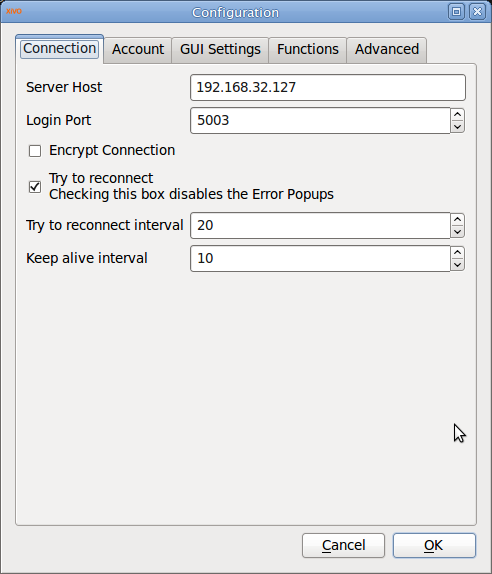 XIVO
Configuration
Connection Account GUI Settings Functions Advanced
Server Host 192.168.32.127
Login Port 5003
Encrypt Connection
Try to reconnect
Checking this box disables the Error Popups
Try to reconnect interval 20
Keep alive interval 10
Cancel OK